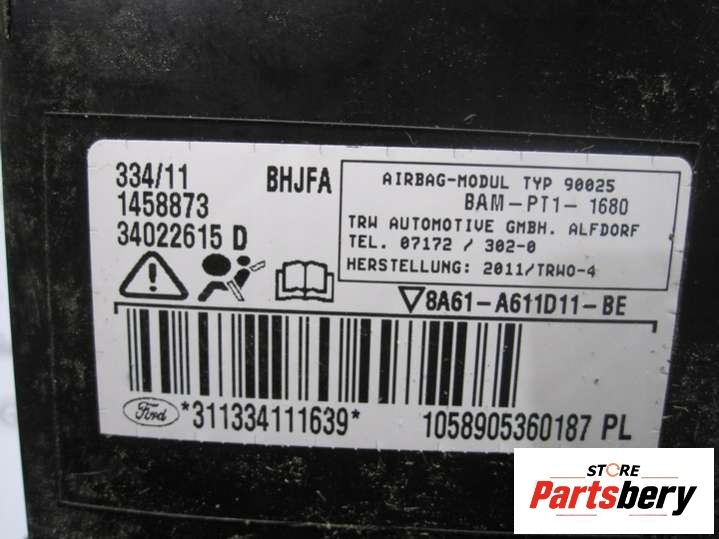 334/11
BHJFA
1458873
34022615 D
AIRBAG-MODUL TYP 90025
BAM-PT1- 1680
TRW AUTOMOTIVE GMBH. ALFDORF
TEL. 07172 / 302-0
HERSTELLUNG: 2011/TRWO-4
8A61-A611D11-BE
Ford
*311334111639*
1058905360187 PL
STORE
Partsbery